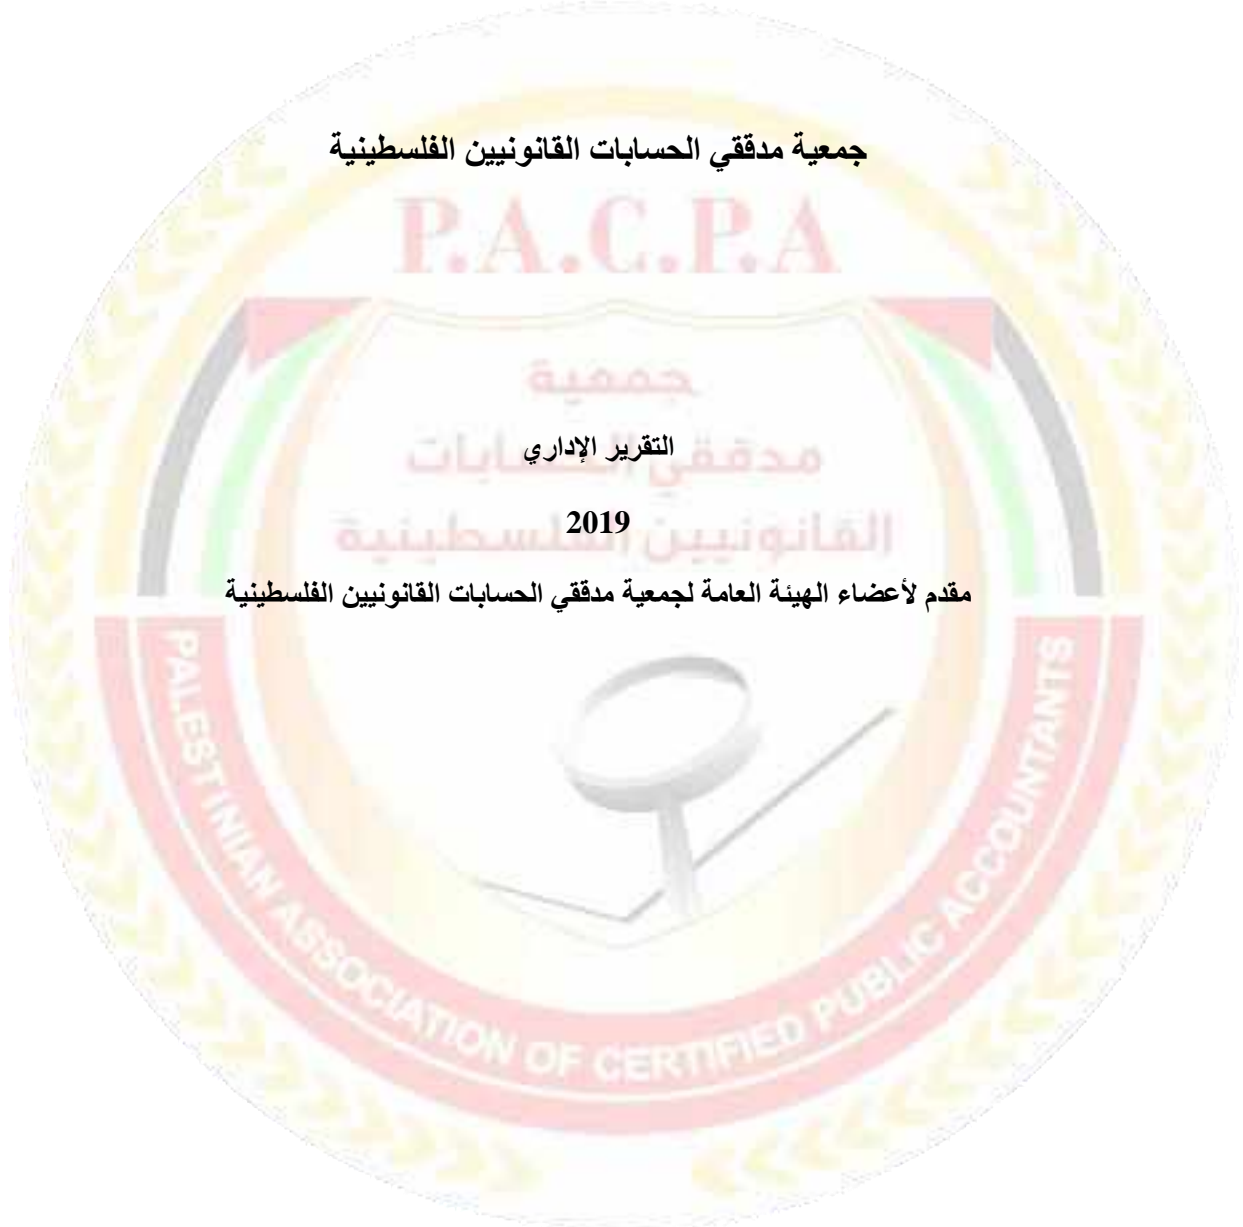 جمعية مدققي الحسابات القانونيين الفلسطينية
P.A.C.P.A
جمعية
مدققي الحسابات
القانونيين الفلسطينية
التقرير الإداري
2019
مقدم لأعضاء الهيئة العامة لجمعية مدققي الحسابات القانونيين الفلسطينية
PALESTINIAN ASSOCIATION OF CERTIFIED PUBLIC ACCOUNTANTS